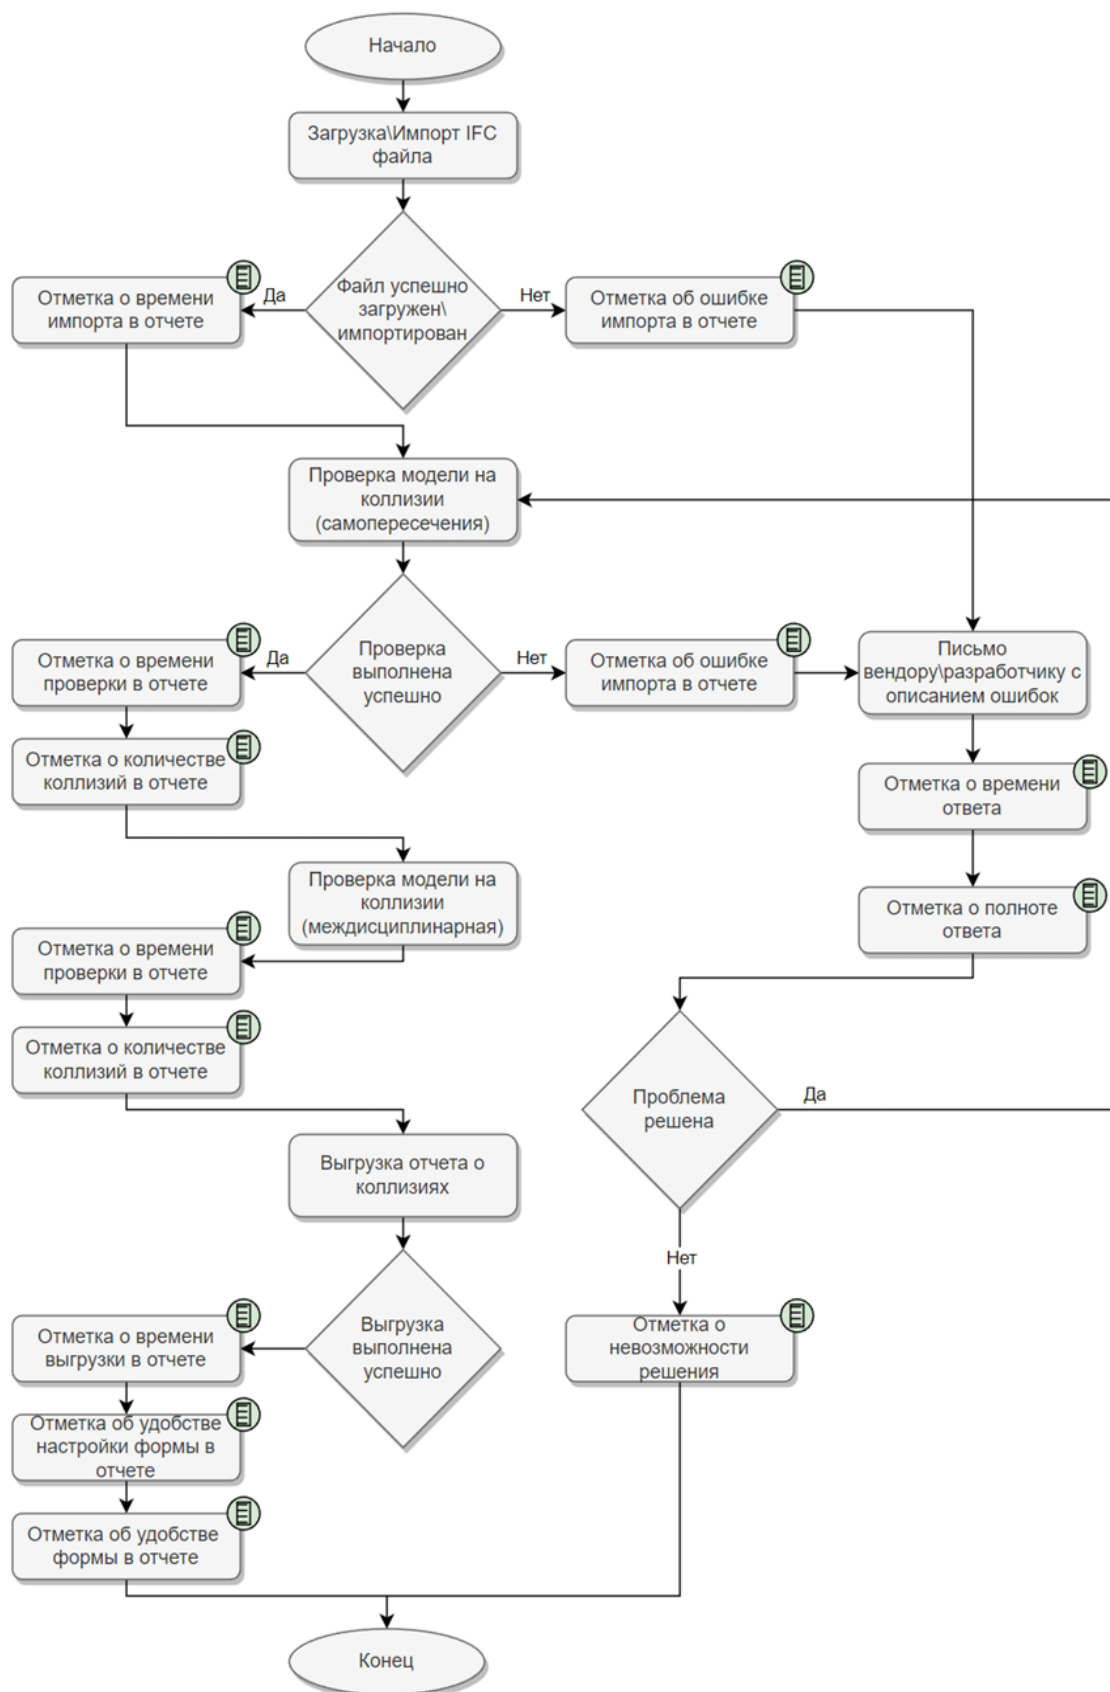 Начало
Загрузка\Импорт IFC
файла
Файл успешно
загружен\
импортирован
Да
Нет
Отметка о времени
импорта в отчете
Отметка об ошибке
импорта в отчете
Проверка модели на
коллизии
(самопересечения)
Проверка
выполнена
успешно
Да
Нет
Отметка о времени
проверки в отчете
Отметка об ошибке
импорта в отчете
Письмо
вендору\разработчику с
описанием ошибок
Отметка о количестве
коллизий в отчете
Отметка о времени
ответа
Проверка модели на
коллизии
(междисциплинарная)
Отметка о полноте
ответа
Отметка о времени
проверки в отчете
Отметка о количестве
коллизий в отчете
Проблема
решена
Да
Нет
Выгрузка отчета о
коллизиях
Выгрузка
выполнена
успешно
Отметка о времени
выгрузки в отчете
Отметка о
невозможности
решения
Отметка об удобстве
настройки формы в
отчете
Отметка об удобстве
формы в отчете
Конец